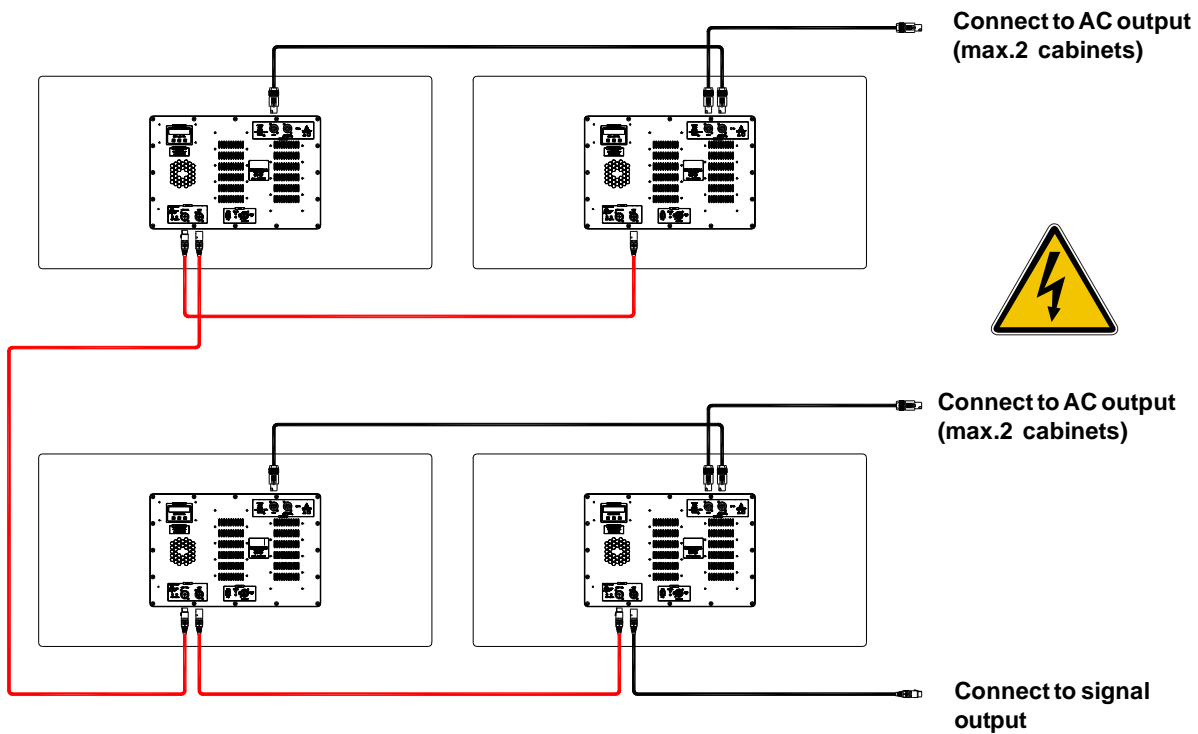 Connect to AC output
(max.2 cabinets)
Connect to AC output
(max.2 cabinets)
Connect to signal
output